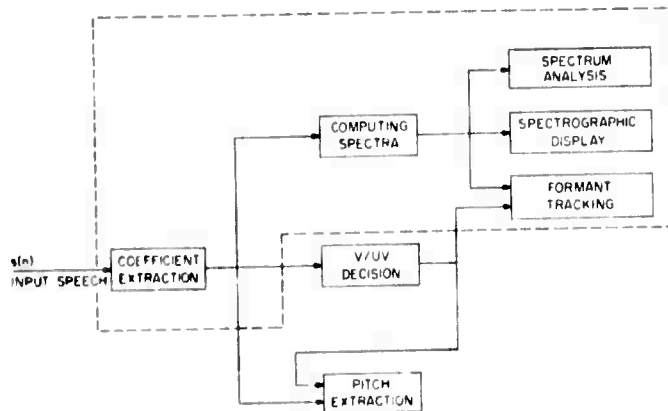 SPECTRUM
ANALYSIS
COMPUTING
SPECTRA
SPECTROGRAPHIC
DISPLAY
FORMANT
TRACKING
s(n)
INPUT SPEECH
COEFFICIENT
EXTRACTION
V/UV
DECISION
PITCH
EXTRACTION